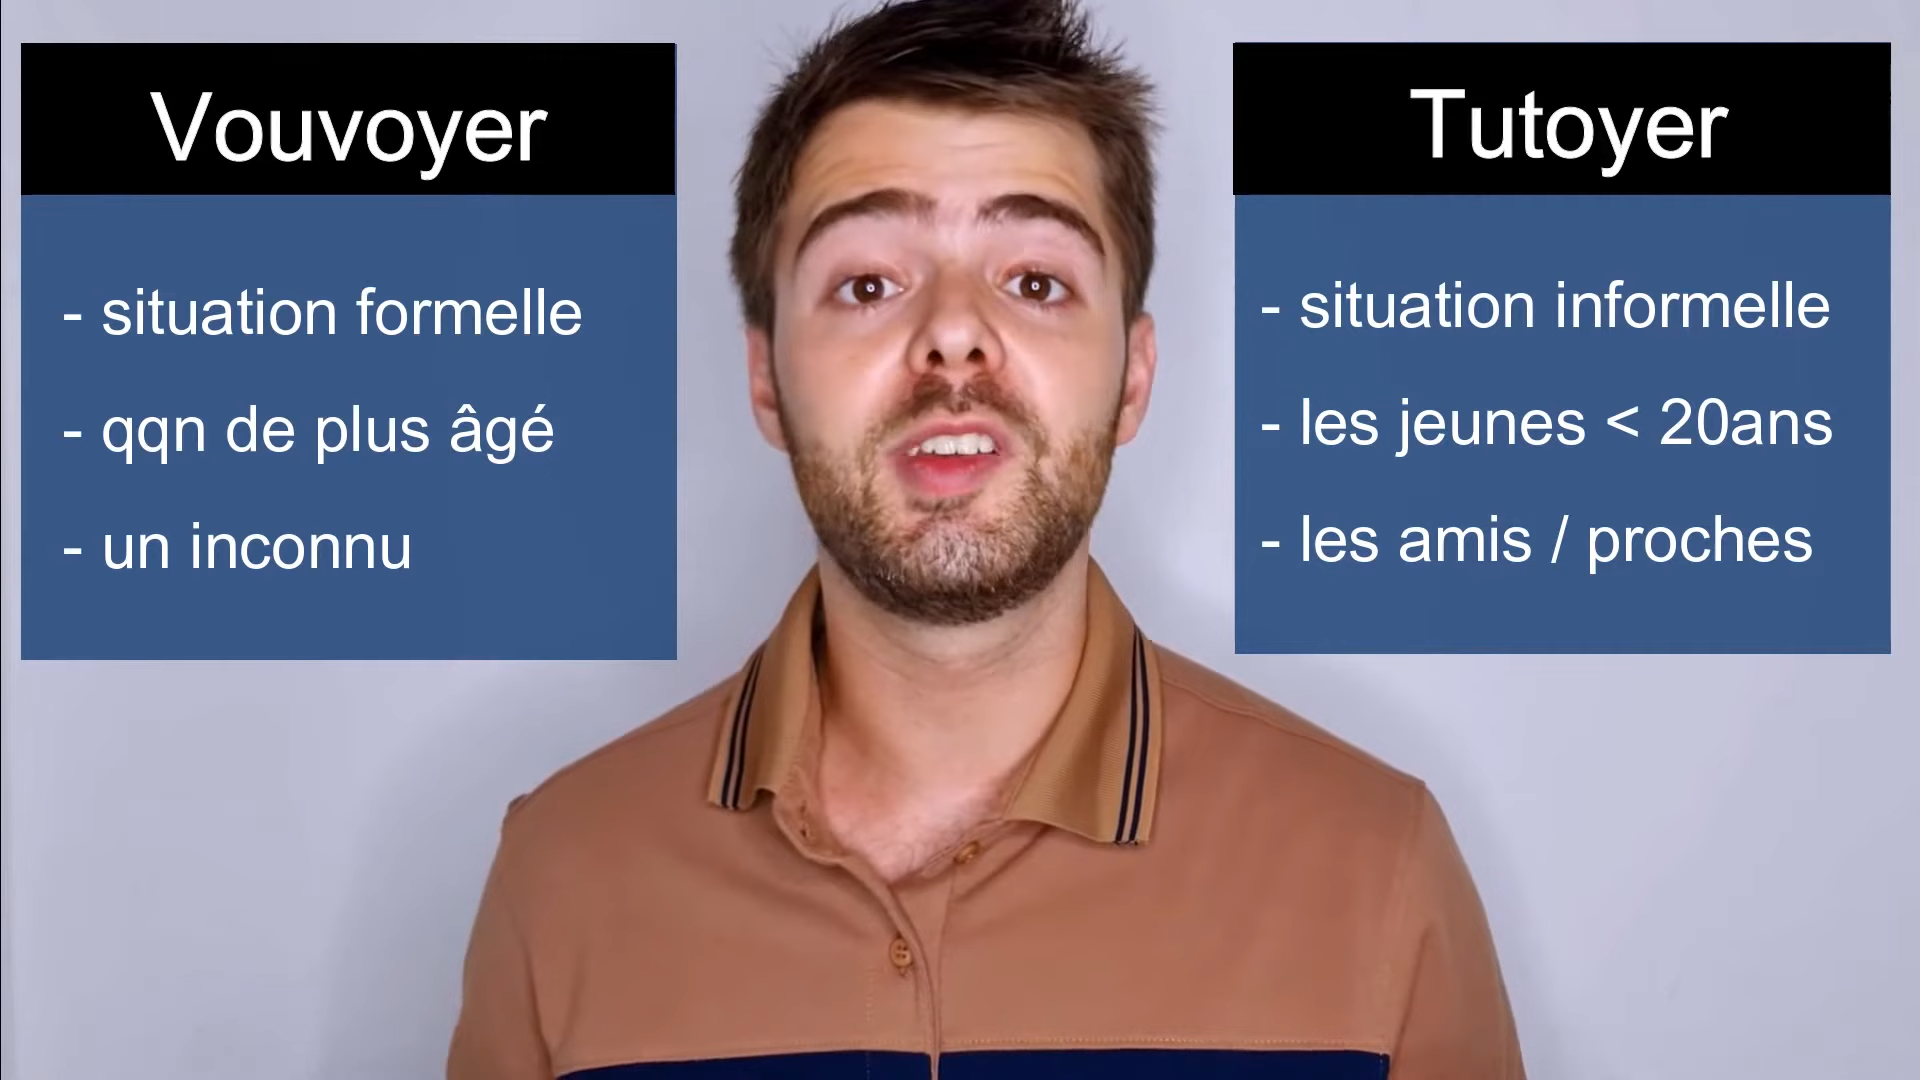 Vouvoyer
- situation formelle
- qqn de plus âgé
- un inconnu
Tutoyer
- situation informelle
- les jeunes < 20ans
- les amis / proches